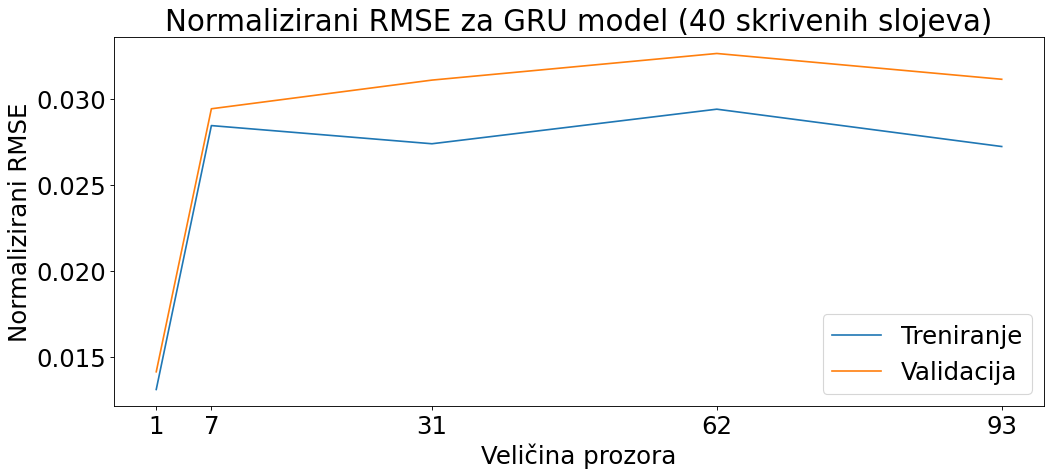 Normalizirani RMSE za GRU model (40 skrivenih slojeva)
Normalizirani RMSE
0.030
0.025
0.020
0.015
Treniranje
Validacija
1 7 31 62 93
Veličina prozora